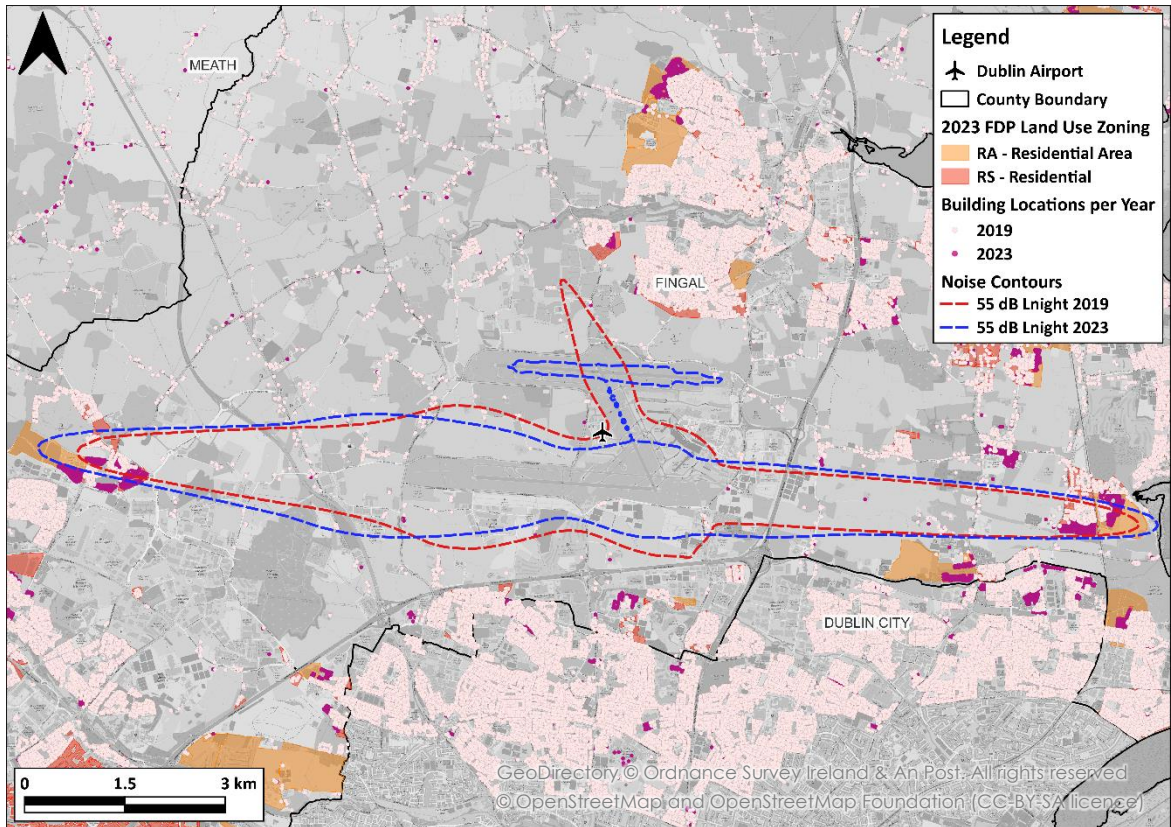 MEATH
FINGAL
DUBLIN CITY
Legend
Dublin Airport
County Boundary
2023 FDP Land Use Zoning
RA - Residential Area
RS - Residential
Building Locations per Year
2019
2023
Noise Contours
55 dB Lnight 2019
55 dB Lnight 2023
0 1.5 3 km
GeoDirectory, © Ordnance Survey Ireland & An Post. All rights reserved
© OpenStreetMap and OpenStreetMap Foundation (CC-BY-SA licence)